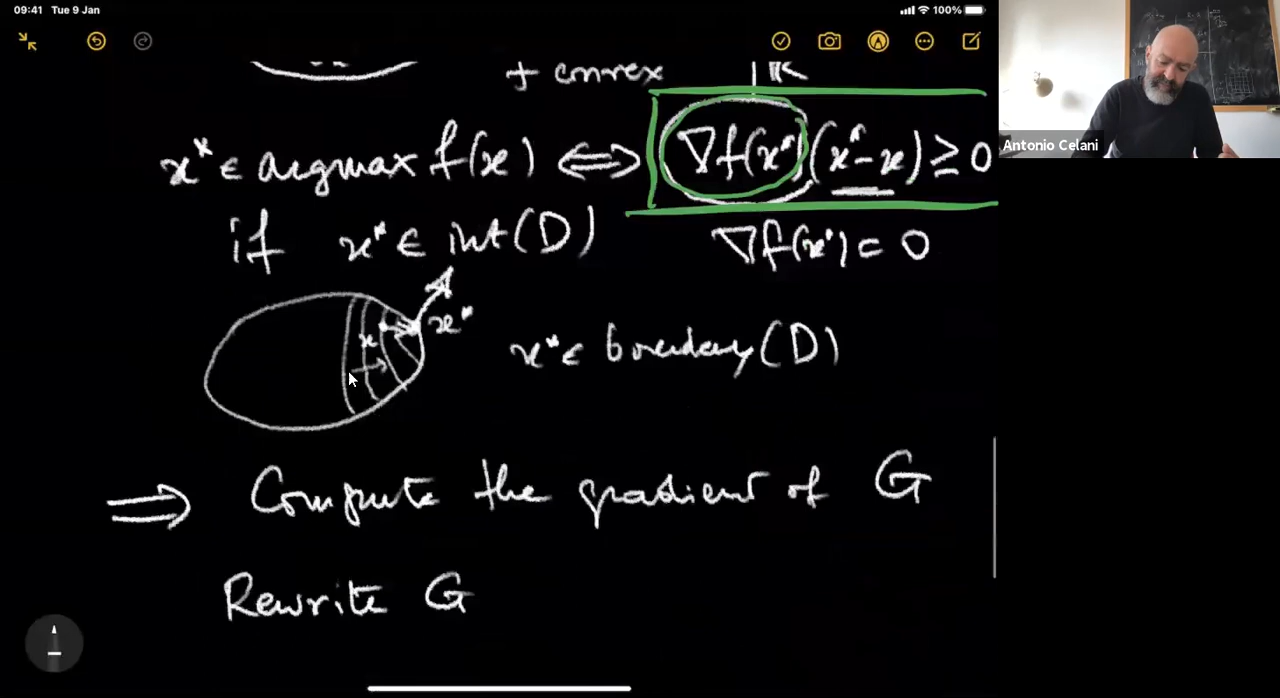 09:41 Tue 9 Jan
100%
+ convex
Antonio Celani
x* ∈ argmax f(x) ⟺ ∇f(x*)(x*-x) ≥ 0
if x* ∈ int(D) ∇f(x*) = 0
x x* x* ∈ boundary(D)
⟹ Compute the gradient of G
Rewrite G